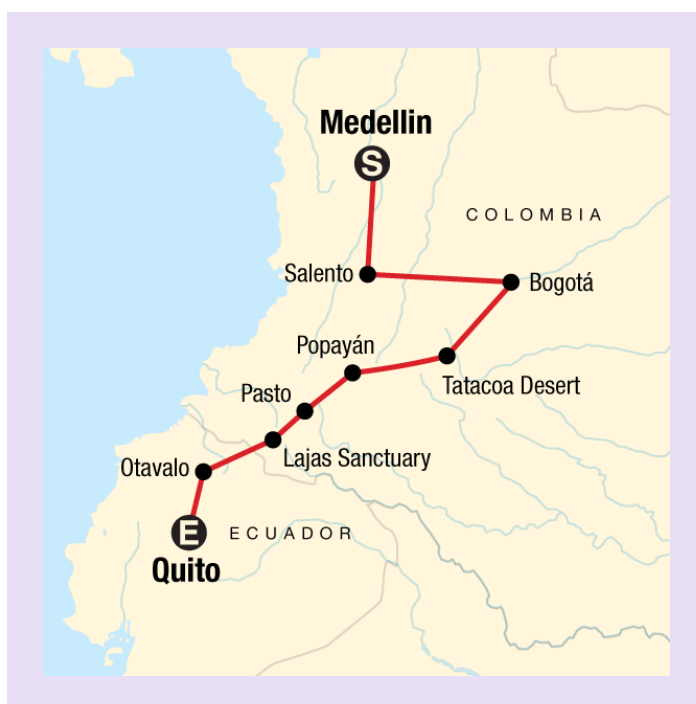 Medellin
S
COLOMBIA
Salento
Bogotá
Popayán
Tatacoa Desert
Pasto
Lajas Sanctuary
Otavalo
E
ECUADOR
Quito